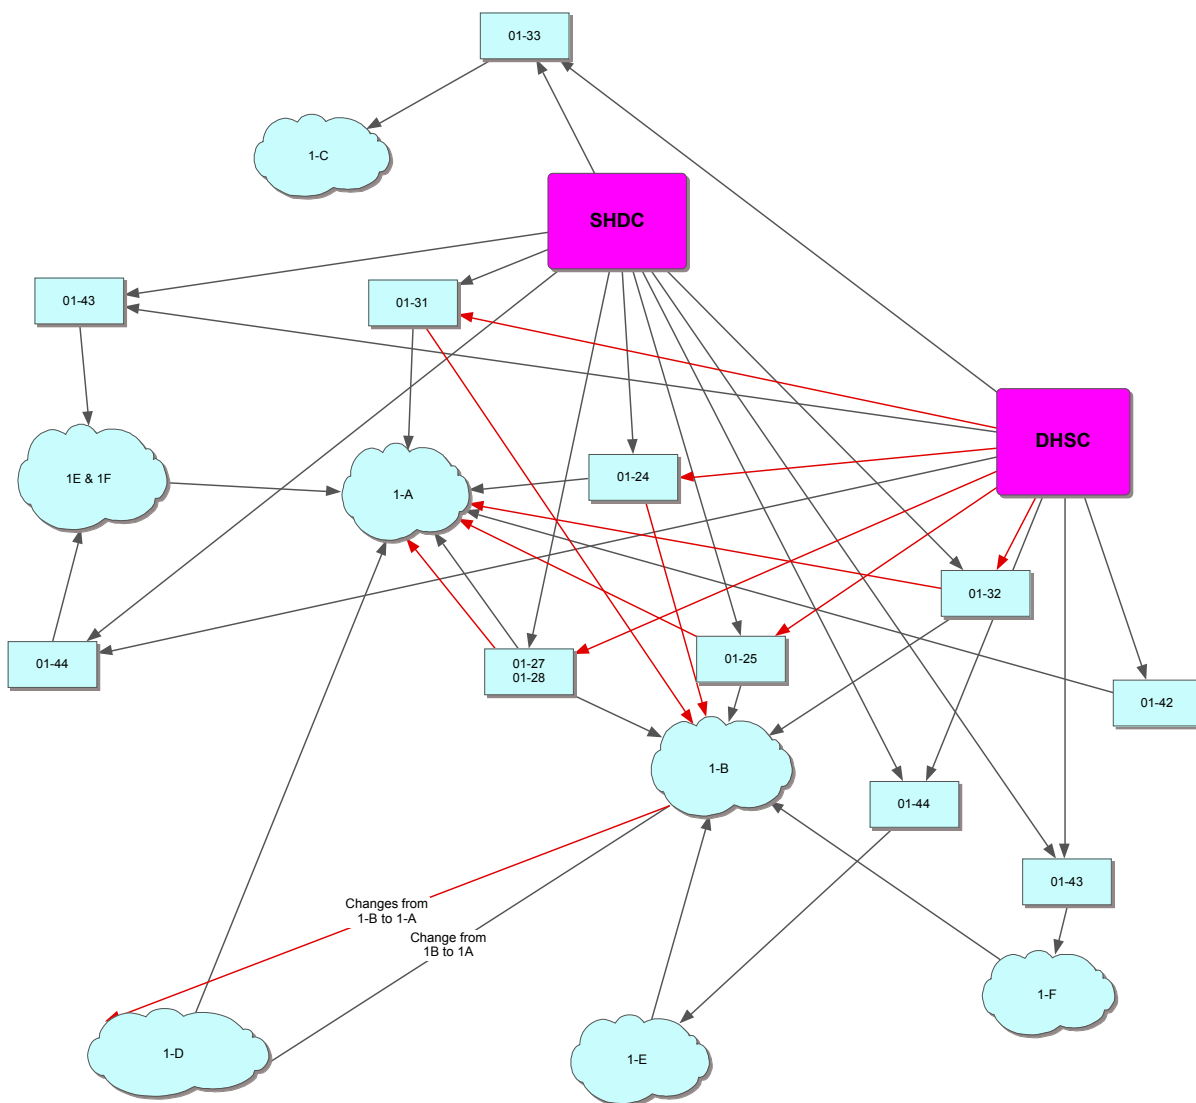 01-33
1-C
SHDC
01-43
01-31
DHSC
1E & 1F
01-24
1-A
01-32
01-44
01-27
01-28
01-25
01-42
1-B
01-44
01-43
Changes from
1-B to 1-A
Change from
1B to 1A
1-F
1-D
1-E